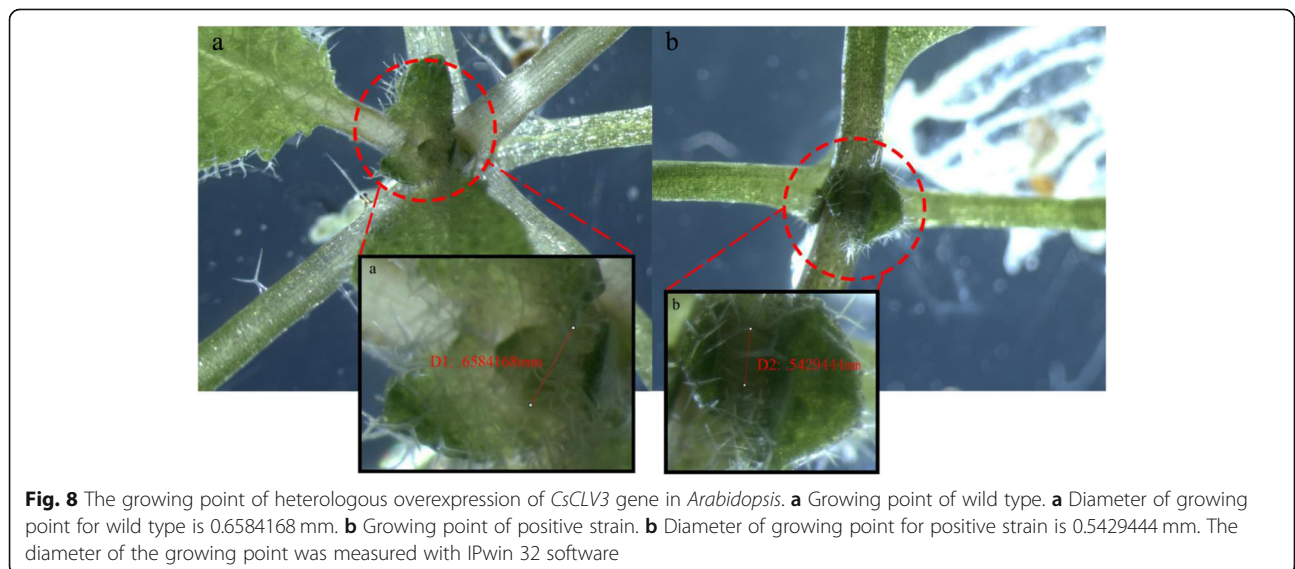 a
b
a
D1: .6584168mm
b
D2: .5429444mm
Fig. 8 The growing point of heterologous overexpression of CsCLV3 gene in Arabidopsis. a Growing point of wild type. a Diameter of growing
point for wild type is 0.6584168 mm. b Growing point of positive strain. b Diameter of growing point for positive strain is 0.5429444 mm. The
diameter of the growing point was measured with IPwin 32 software